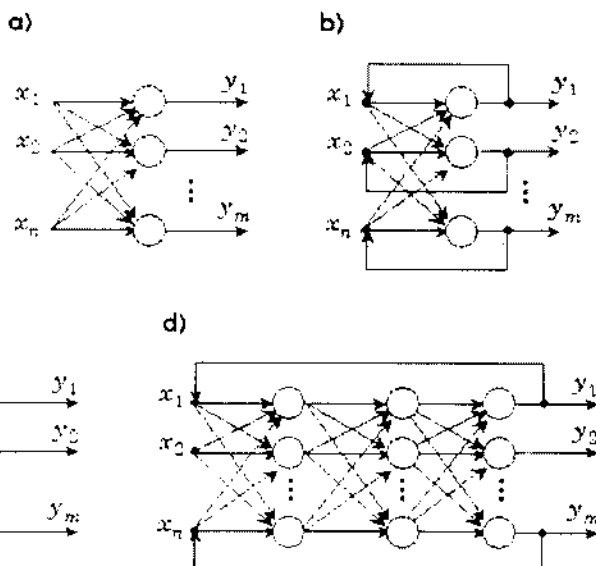 a)
x₁ y₁
x₂ y₂
⋮
xₙ yₘ
b)
x₁ y₁
x₂ y₂
⋮
xₙ yₘ
y₁
y₂
yₘ
d)
x₁ y₁
x₂ y₂
⋮ ⋮ ⋮
xₙ yₘ